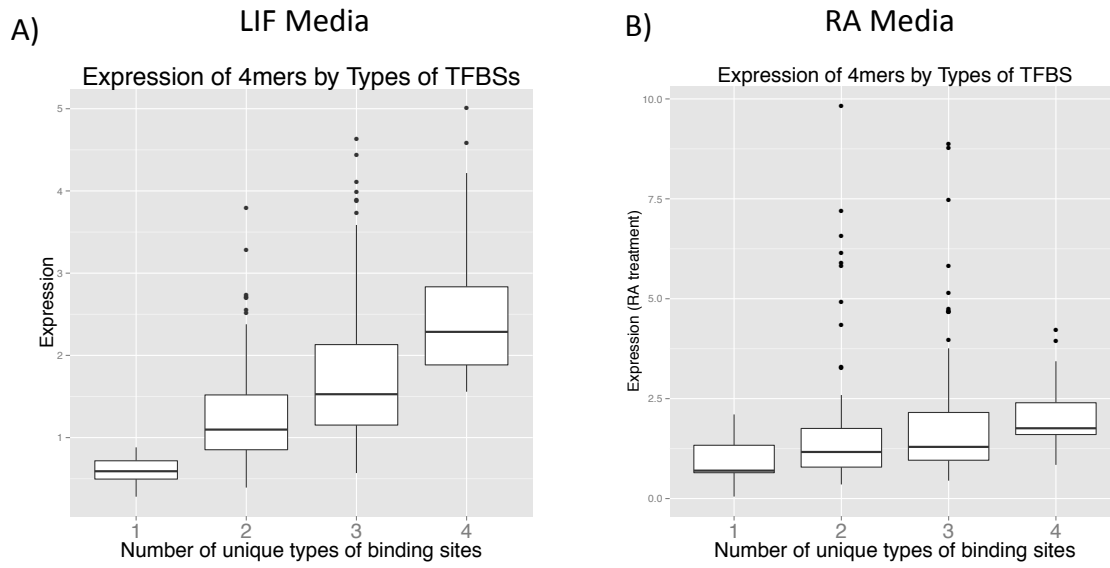 A)
LIF Media
Expression of 4mers by Types of TFBSs
Expression
5
4
3
2
1
1 2 3 4
Number of unique types of binding sites
B)
RA Media
Expression of 4mers by Types of TFBS
Expression (RA treatment)
10.0
7.5
5.0
2.5
0.0
1 2 3 4
Number of unique types of binding sites